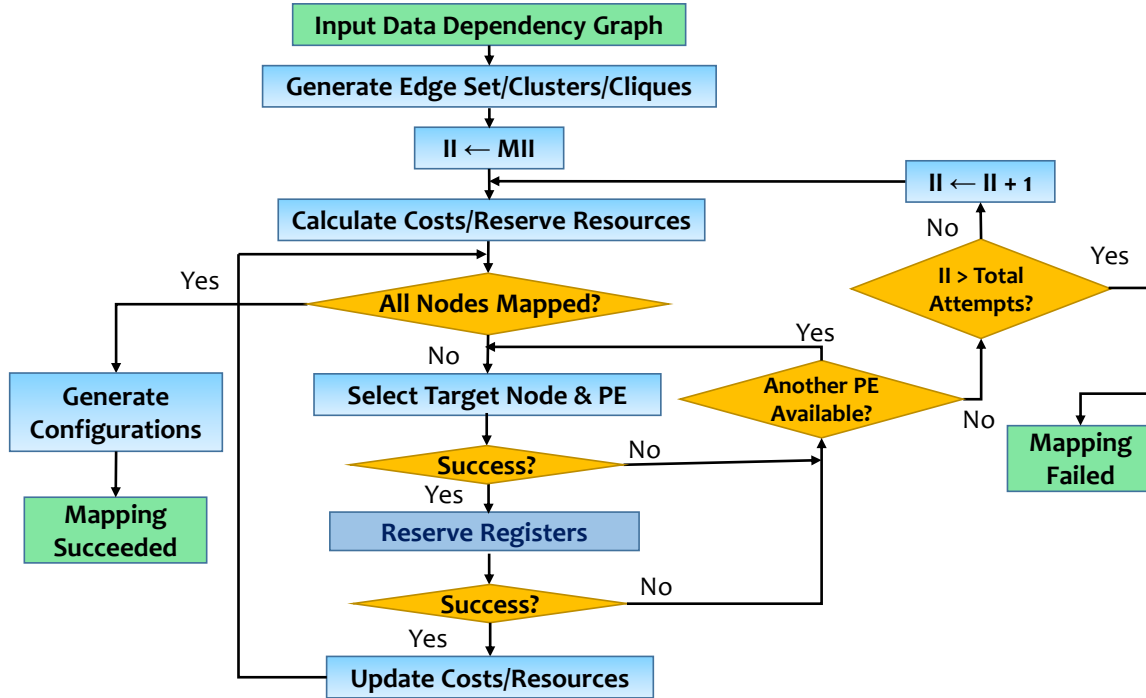 Input Data Dependency Graph
Generate Edge Set/Clusters/Cliques
II ← MII
II ← II + 1
Calculate Costs/Reserve Resources
No
Yes
Yes
II > Total
Attempts?
All Nodes Mapped?
Yes
No
Generate
Configurations
Select Target Node & PE
Another PE
Available?
No
No
Success?
Mapping
Failed
Yes
Mapping
Succeeded
Reserve Registers
No
Success?
Yes
Update Costs/Resources